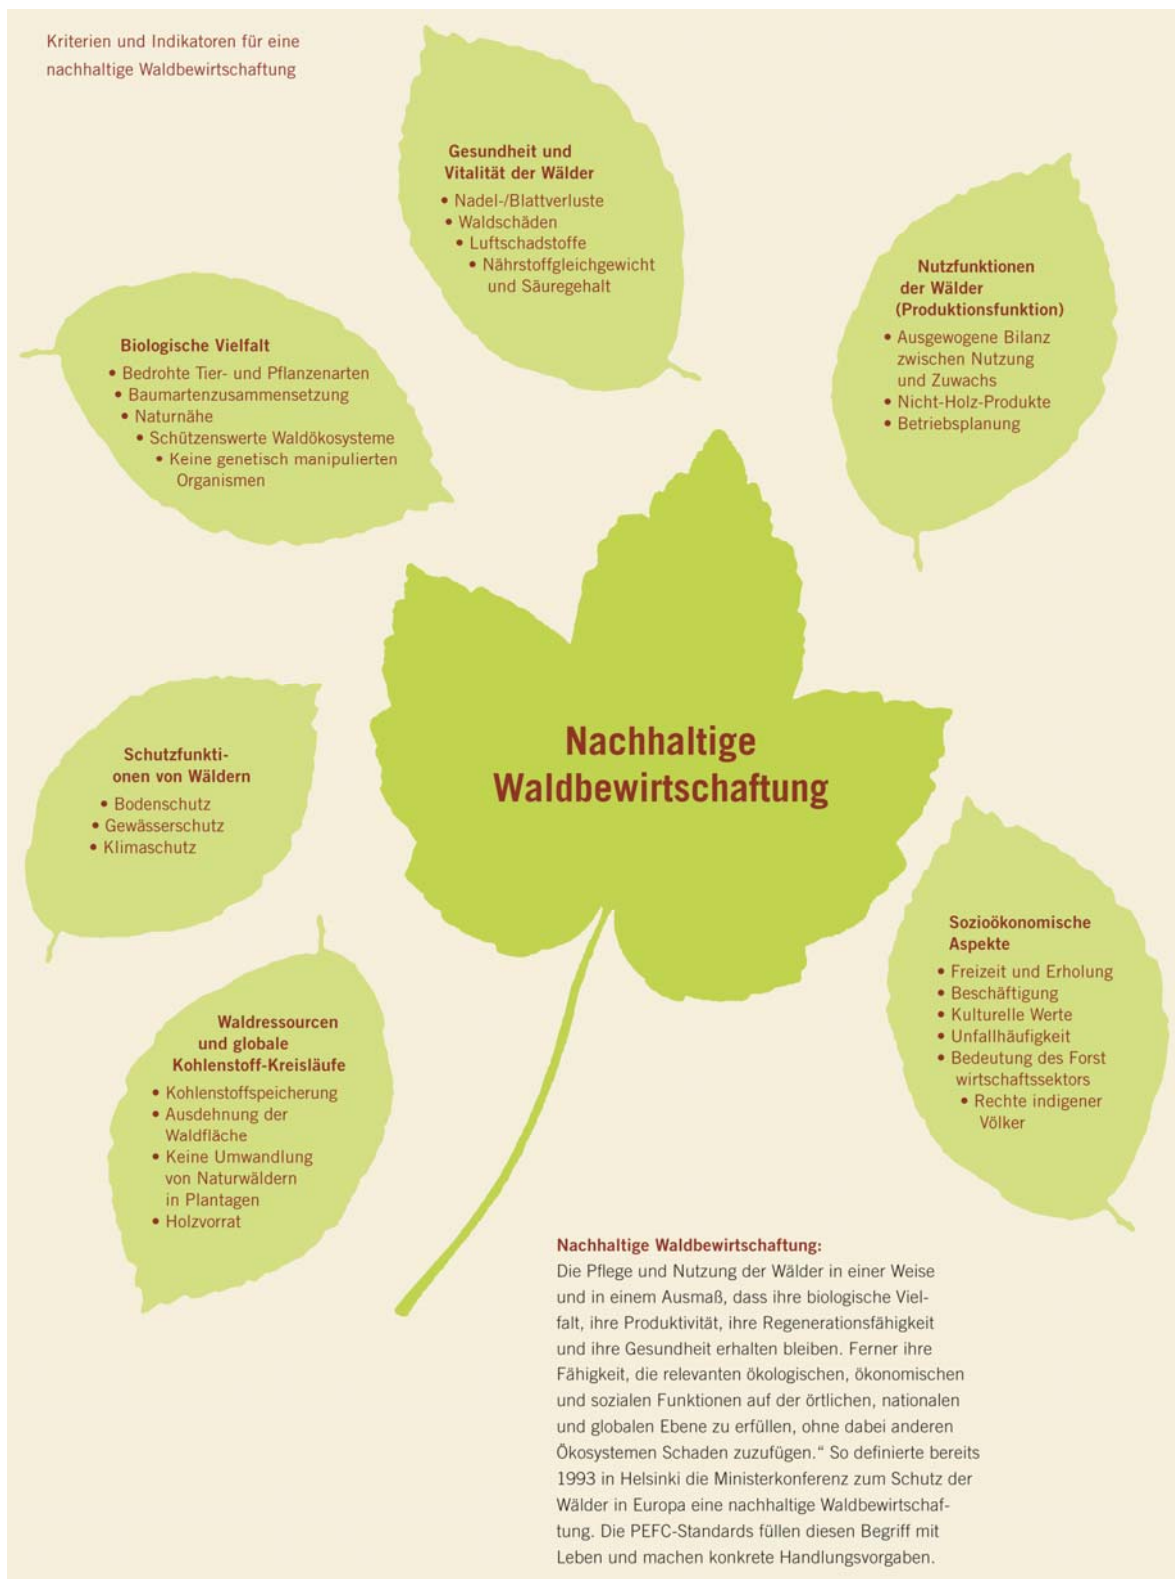 Kriterien und Indikatoren für eine
nachhaltige Waldbewirtschaftung
Gesundheit und
Vitalität der Wälder
• Nadel-/Blattverluste
• Waldschäden
• Luftschadstoffe
• Nährstoffgleichgewicht
und Säuregehalt
Nutzfunktionen
der Wälder
(Produktionsfunktion)
• Ausgewogene Bilanz
zwischen Nutzung
und Zuwachs
• Nicht-Holz-Produkte
• Betriebsplanung
Biologische Vielfalt
• Bedrohte Tier- und Pflanzenarten
• Baumartenzusammensetzung
• Naturnähe
• Schützenswerte Waldökosysteme
• Keine genetisch manipulierten
Organismen
Nachhaltige
Waldbewirtschaftung
Schutzfunkti-
onen von Wäldern
• Bodenschutz
• Gewässerschutz
• Klimaschutz
Sozioökonomische
Aspekte
• Freizeit und Erholung
• Beschäftigung
• Kulturelle Werte
• Unfallhäufigkeit
• Bedeutung des Forst
wirtschaftssektors
• Rechte indigener
Völker
Waldressourcen
und globale
Kohlenstoff-Kreisläufe
• Kohlenstoffspeicherung
• Ausdehnung der
Waldfläche
• Keine Umwandlung
von Naturwäldern
in Plantagen
• Holzvorrat
Nachhaltige Waldbewirtschaftung:
Die Pflege und Nutzung der Wälder in einer Weise
und in einem Ausmaß, dass ihre biologische Viel-
falt, ihre Produktivität, ihre Regenerationsfähigkeit
und ihre Gesundheit erhalten bleiben. Ferner ihre
Fähigkeit, die relevanten ökologischen, ökonomischen
und sozialen Funktionen auf der örtlichen, nationalen
und globalen Ebene zu erfüllen, ohne dabei anderen
Ökosystemen Schaden zuzufügen.“ So definierte bereits
1993 in Helsinki die Ministerkonferenz zum Schutz der
Wälder in Europa eine nachhaltige Waldbewirtschaf-
tung. Die PEFC-Standards füllen diesen Begriff mit
Leben und machen konkrete Handlungsvorgaben.